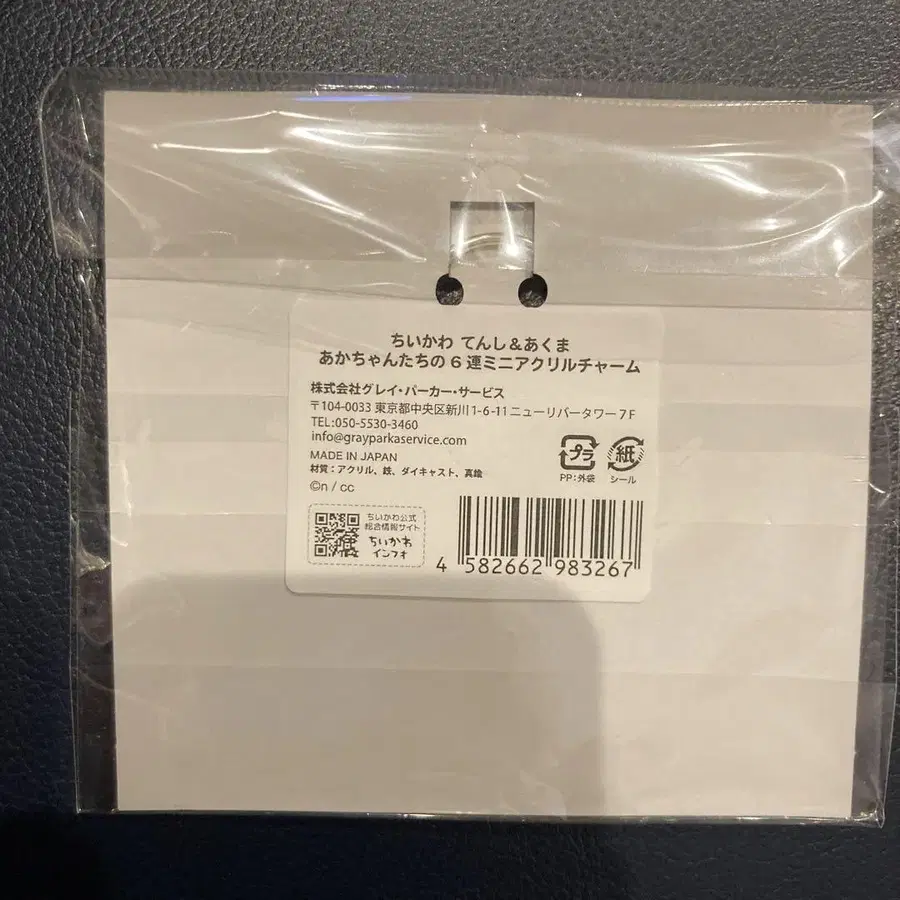 ちいかわ てんし＆あくま
あかちゃんたちの6連ミニアクリルチャーム
株式会社グレイ・パーカー・サービス
〒104-0033 東京都中央区新川1-6-11 ニューリバータワー7F
TEL:050-5530-3460
info@grayparkaservice.com
MADE IN JAPAN
材質：アクリル、鉄、ダイキャスト、真鍮
©n / cc
プラ
PP:外袋
紙
シール
ちいかわ公式
総合情報サイト
ちいかわ
インフォ
4 582662 983267